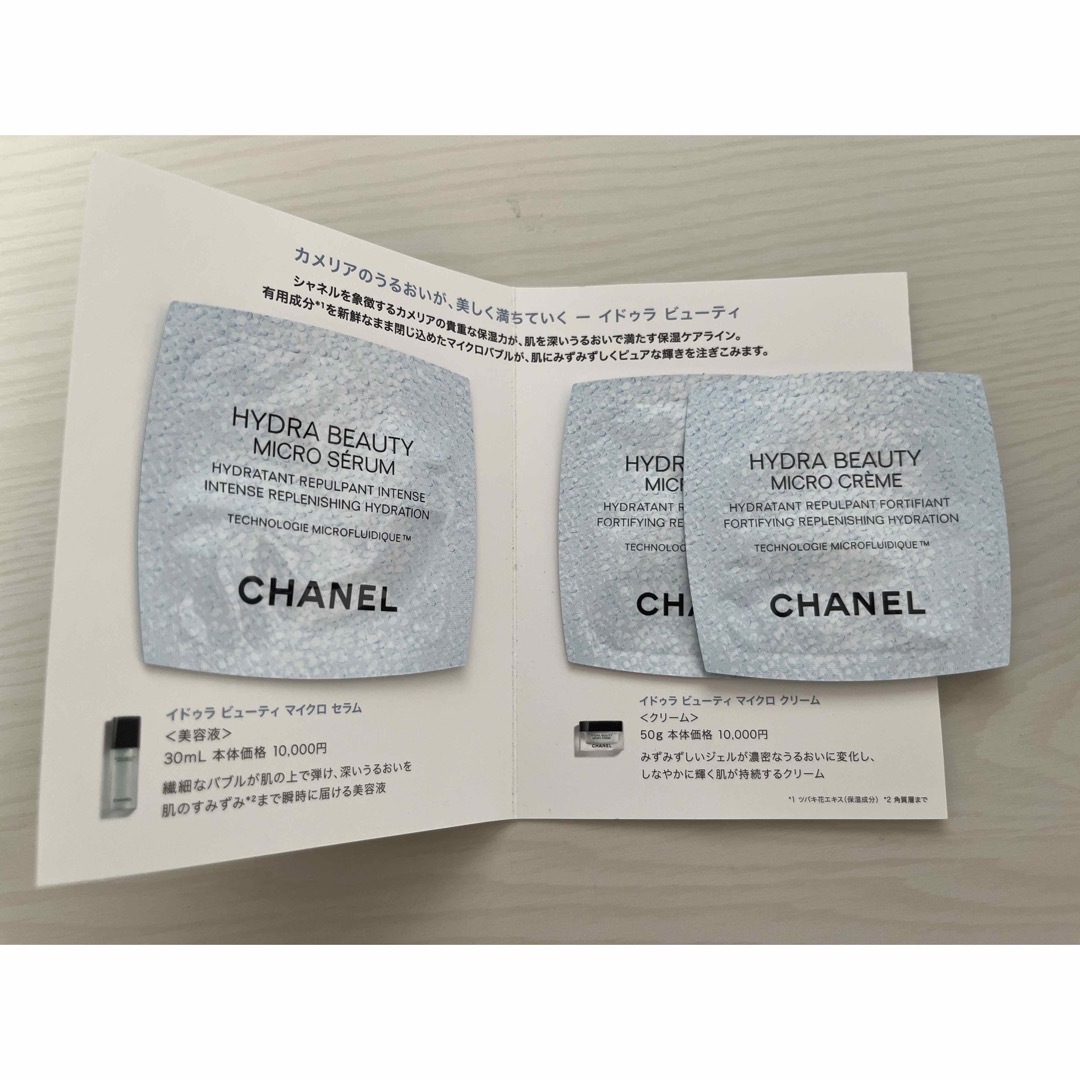 カメリアのうるおいが、美しく満ちていく ー イドゥラ ビューティ
シャネルを象徴するカメリアの貴重な保湿力が、肌を深いうるおいで満たす保湿ケアライン。
有用成分*1を新鮮なまま閉じ込めたマイクロバブルが、肌にみずみずしくピュアな輝きを注ぎこみます。
HYDRA BEAUTY
MICRO SÉRUM
HYDRATANT REPULPANT INTENSE
INTENSE REPLENISHING HYDRATION
TECHNOLOGIE MICROFLUIDIQUE™
CHANEL
イドゥラ ビューティ マイクロ セラム
<美容液>
30mL 本体価格 10,000円
繊細なバブルが肌の上で弾け、深いうるおいを
肌のすみずみ*2まで瞬時に届ける美容液
HYDR
MICR
HYDRATANT R
FORTIFYING RE
TECHNOLOG
CHA
HYDRA BEAUTY
MICRO CRÈME
HYDRATANT REPULPANT FORTIFIANT
FORTIFYING REPLENISHING HYDRATION
TECHNOLOGIE MICROFLUIDIQUE™
CHANEL
CHANEL
イドゥラ ビューティ マイクロ クリーム
<クリーム>
50g 本体価格 10,000円
みずみずしいジェルが濃密なうるおいに変化し、
しなやかに輝く肌が持続するクリーム
*1 ツバキ花エキス(保湿成分) *2 角質層まで